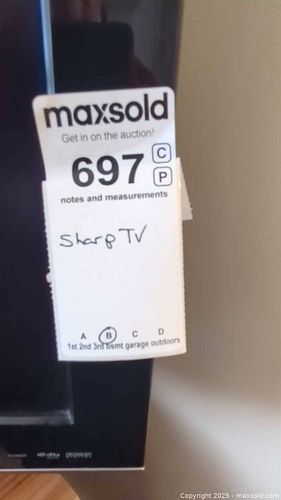 maxsold
Get in on the auction!
697 C
P
notes and measurements
Sharp TV
A B C D
1st 2nd 3rd bsmt garage outdoors
Copyright 2025 - maxsold.com